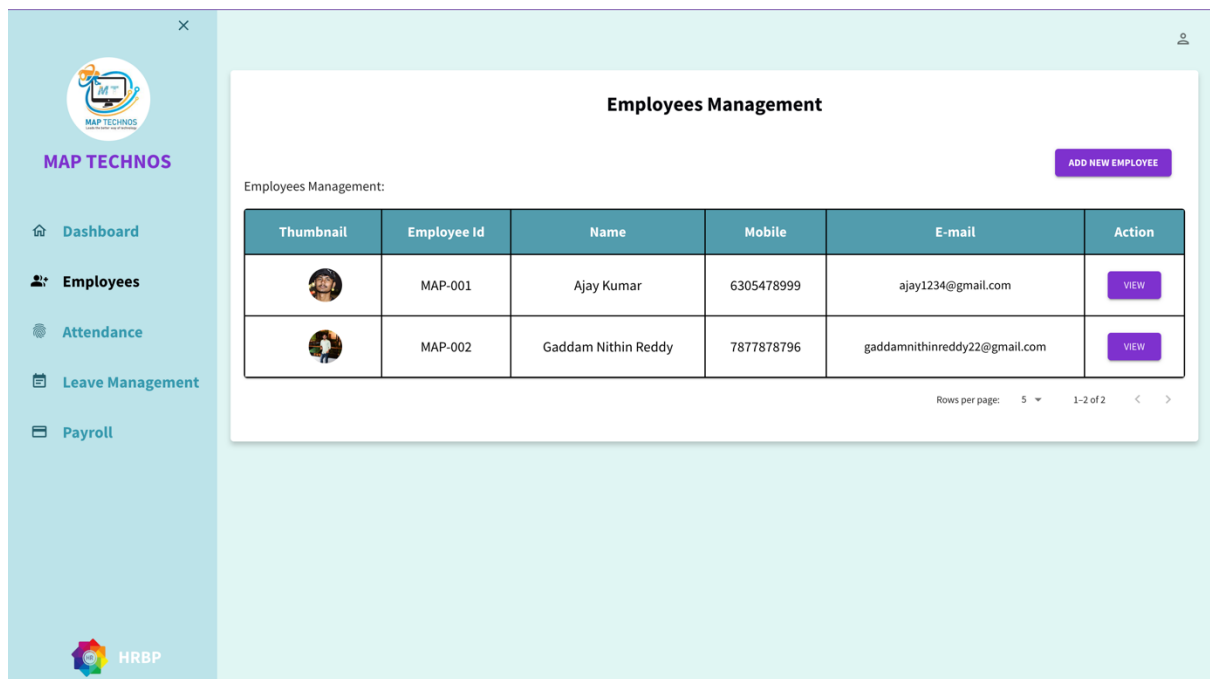 MT
MAP TECHNOS
MAP TECHNOS
Dashboard
Employees
Attendance
Leave Management
Payroll
HRBP
Employees Management
ADD NEW EMPLOYEE
Employees Management:
Thumbnail Employee Id Name Mobile E-mail Action
MAP-001 Ajay Kumar 6305478999 ajay1234@gmail.com VIEW
MAP-002 Gaddam Nithin Reddy 7877878796 gaddamnithinreddy22@gmail.com VIEW
Rows per page: 5 1–2 of 2